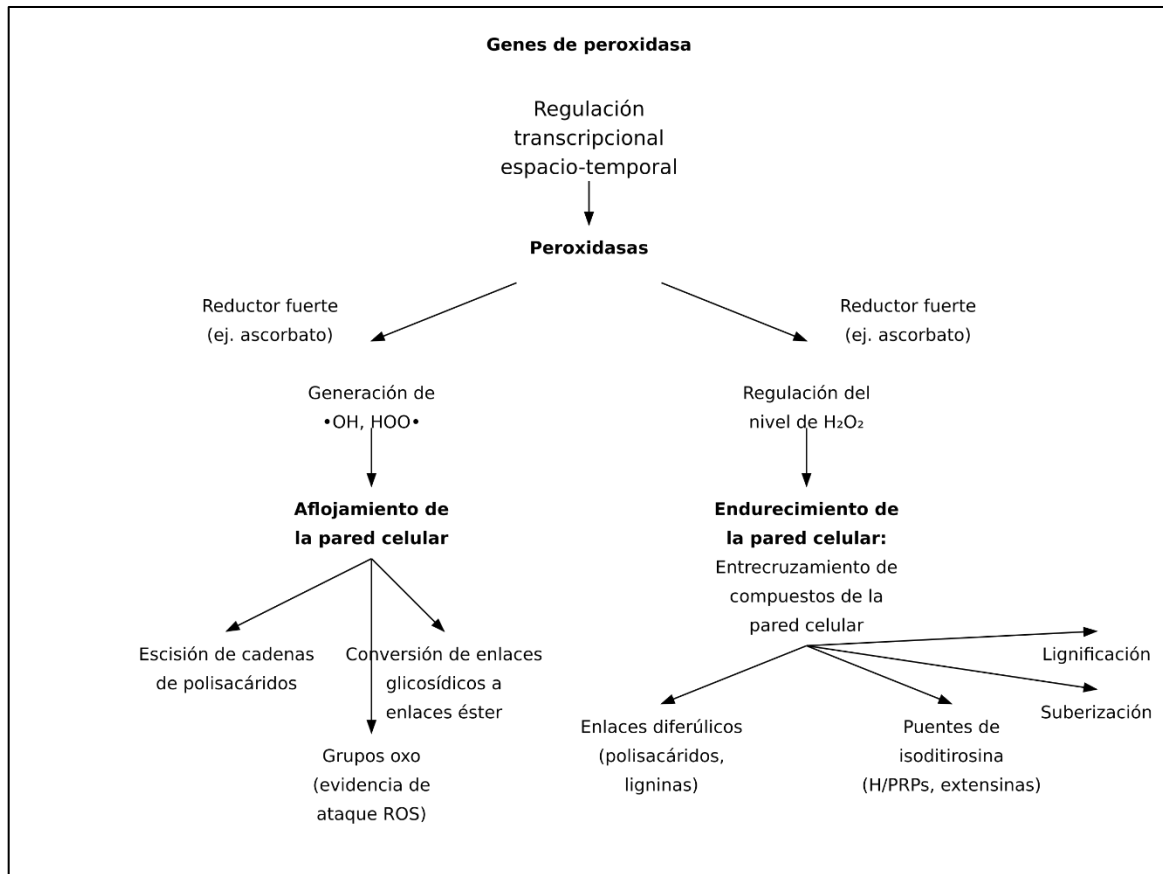 Genes de peroxidasa
Regulación
transcripcional
espacio-temporal
Peroxidasas
Reductor fuerte
(ej. ascorbato)
Reductor fuerte
(ej. ascorbato)
Generación de
•OH, HOO•
Regulación del
nivel de H₂O₂
Aflojamiento de
la pared celular
Endurecimiento de
la pared celular:
Entrecruzamiento de
compuestos de la
pared celular
Escisión de cadenas
de polisacáridos
Conversión de enlaces
glicosídicos a
enlaces éster
Lignificación
Suberización
Grupos oxo
(evidencia de
ataque ROS)
Enlaces diferúlicos
(polisacáridos,
ligninas)
Puentes de
isoditirosina
(H/PRPs, extensinas)